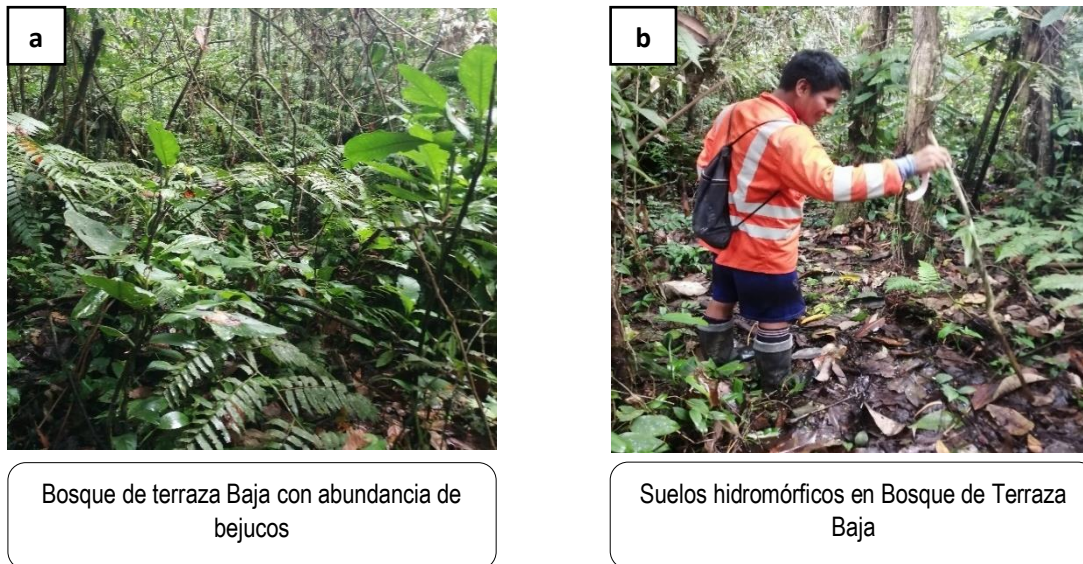 a
b
Bosque de terraza Baja con abundancia de
bejucos
Suelos hidromórficos en Bosque de Terraza
Baja